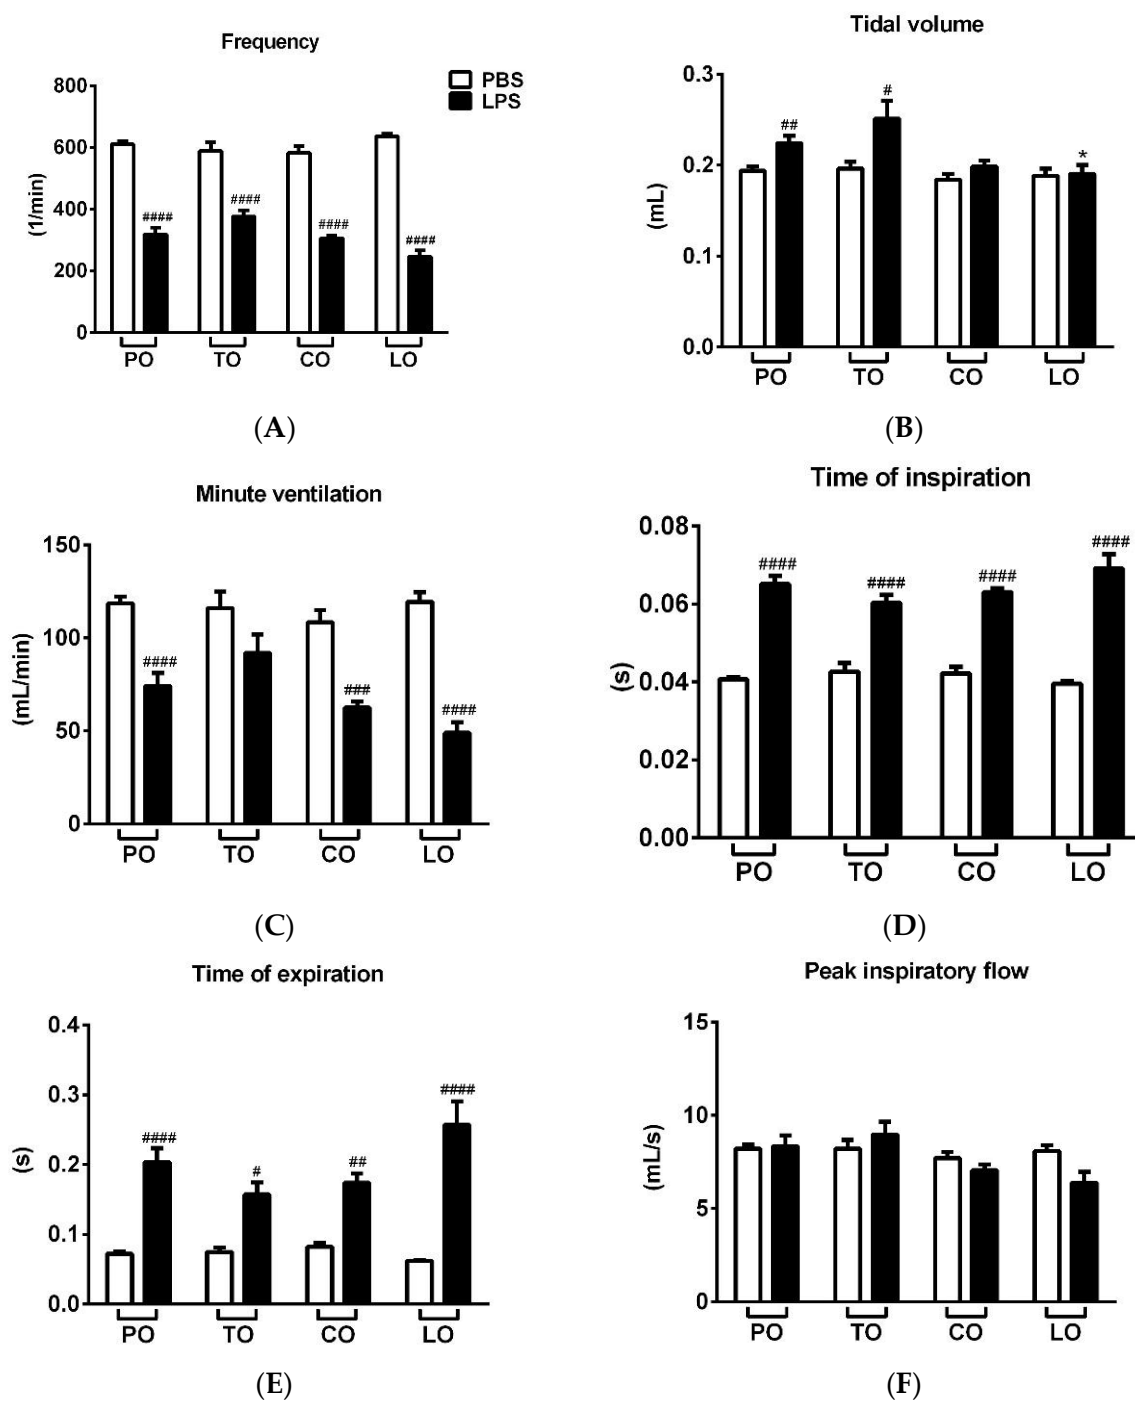 Frequency
PBS
LPS
800
600
400
200
0
(1/min)
####
####
####
####
PO TO CO LO
(A)
Tidal volume
0.3
0.2
0.1
0.0
(mL)
##
#
*
PO TO CO LO
(B)
Minute ventilation
150
100
50
0
(mL/min)
####
###
####
PO TO CO LO
(C)
Time of inspiration
0.08
0.06
0.04
0.02
0.00
(s)
####
####
####
####
PO TO CO LO
(D)
Time of expiration
0.4
0.3
0.2
0.1
0.0
(s)
####
#
##
####
PO TO CO LO
(E)
Peak inspiratory flow
15
10
5
0
(mL/s)
PO TO CO LO
(F)